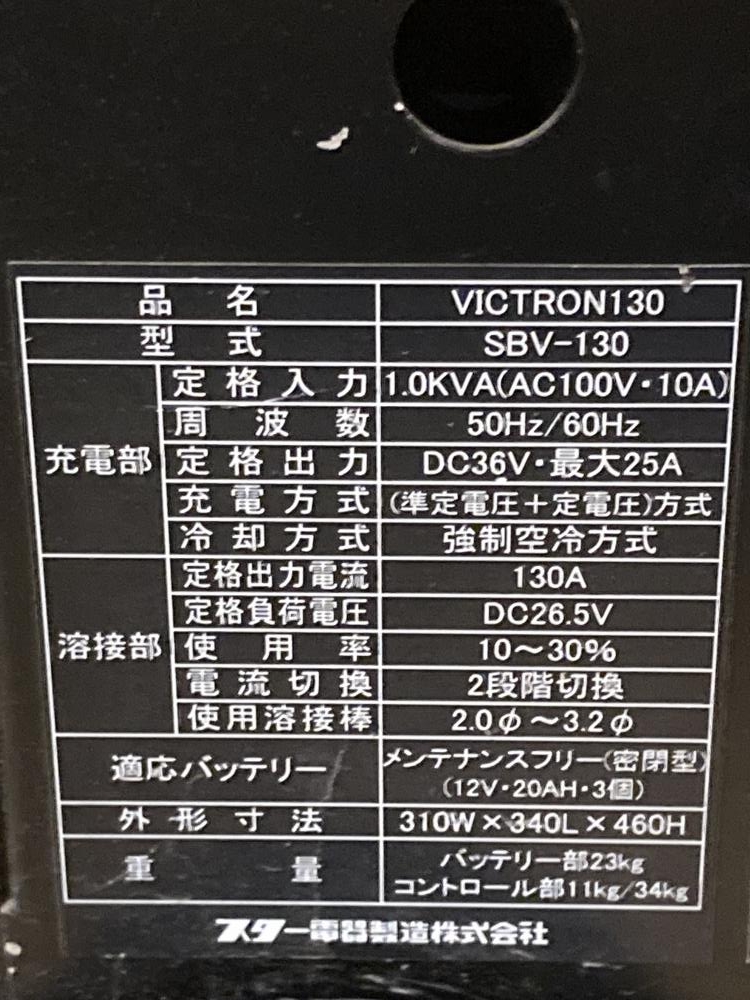 品名 VICTRON130
型式 SBV-130
充電部 定格入力 1.0KVA(AC100V・10A)
周波数 50Hz/60Hz
定格出力 DC36V・最大25A
充電方式 (準定電圧＋定電圧)方式
冷却方式 強制空冷方式
溶接部 定格出力電流 130A
定格負荷電圧 DC26.5V
使用率 10～30%
電流切換 2段階切換
使用溶接棒 2.0φ～3.2φ
適応バッテリー メンテナンスフリー(密閉型)
(12V・20AH・3個)
外形寸法 310W×340L×460H
重量 バッテリー部23kg
コントロール部11kg/34kg
スター電器製造株式会社